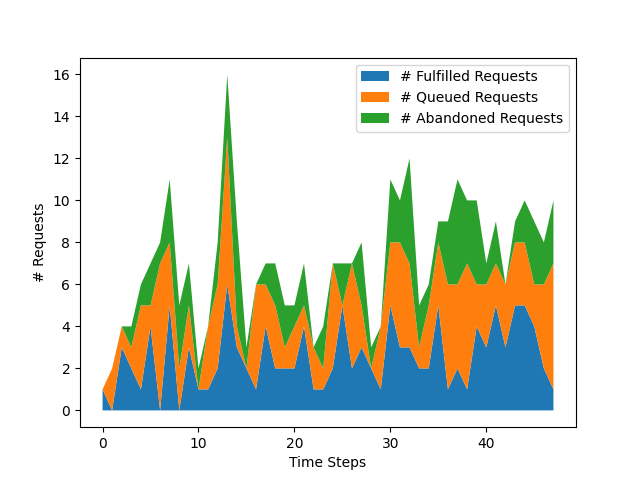 16
14
12
10
8
6
4
2
0
# Requests
# Fulfilled Requests
# Queued Requests
# Abandoned Requests
0 10 20 30 40
Time Steps